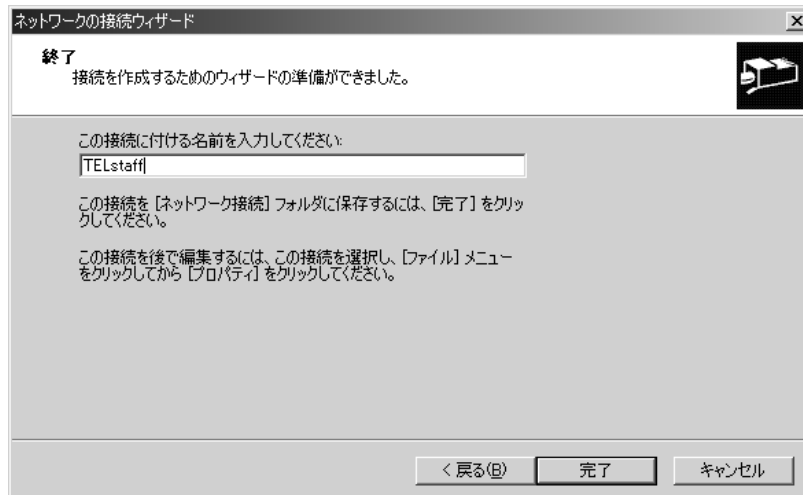 ネットワークの接続ウィザード
終了
接続を作成するためのウィザードの準備ができました。
この接続に付ける名前を入力してください:
TELstaff
この接続を [ネットワーク接続] フォルダに保存するには、[完了] をクリッ
クしてください。
この接続を後で編集するには、この接続を選択し、[ファイル] メニュー
をクリックしてから [プロパティ] をクリックしてください。
< 戻る(B) 完了 キャンセル